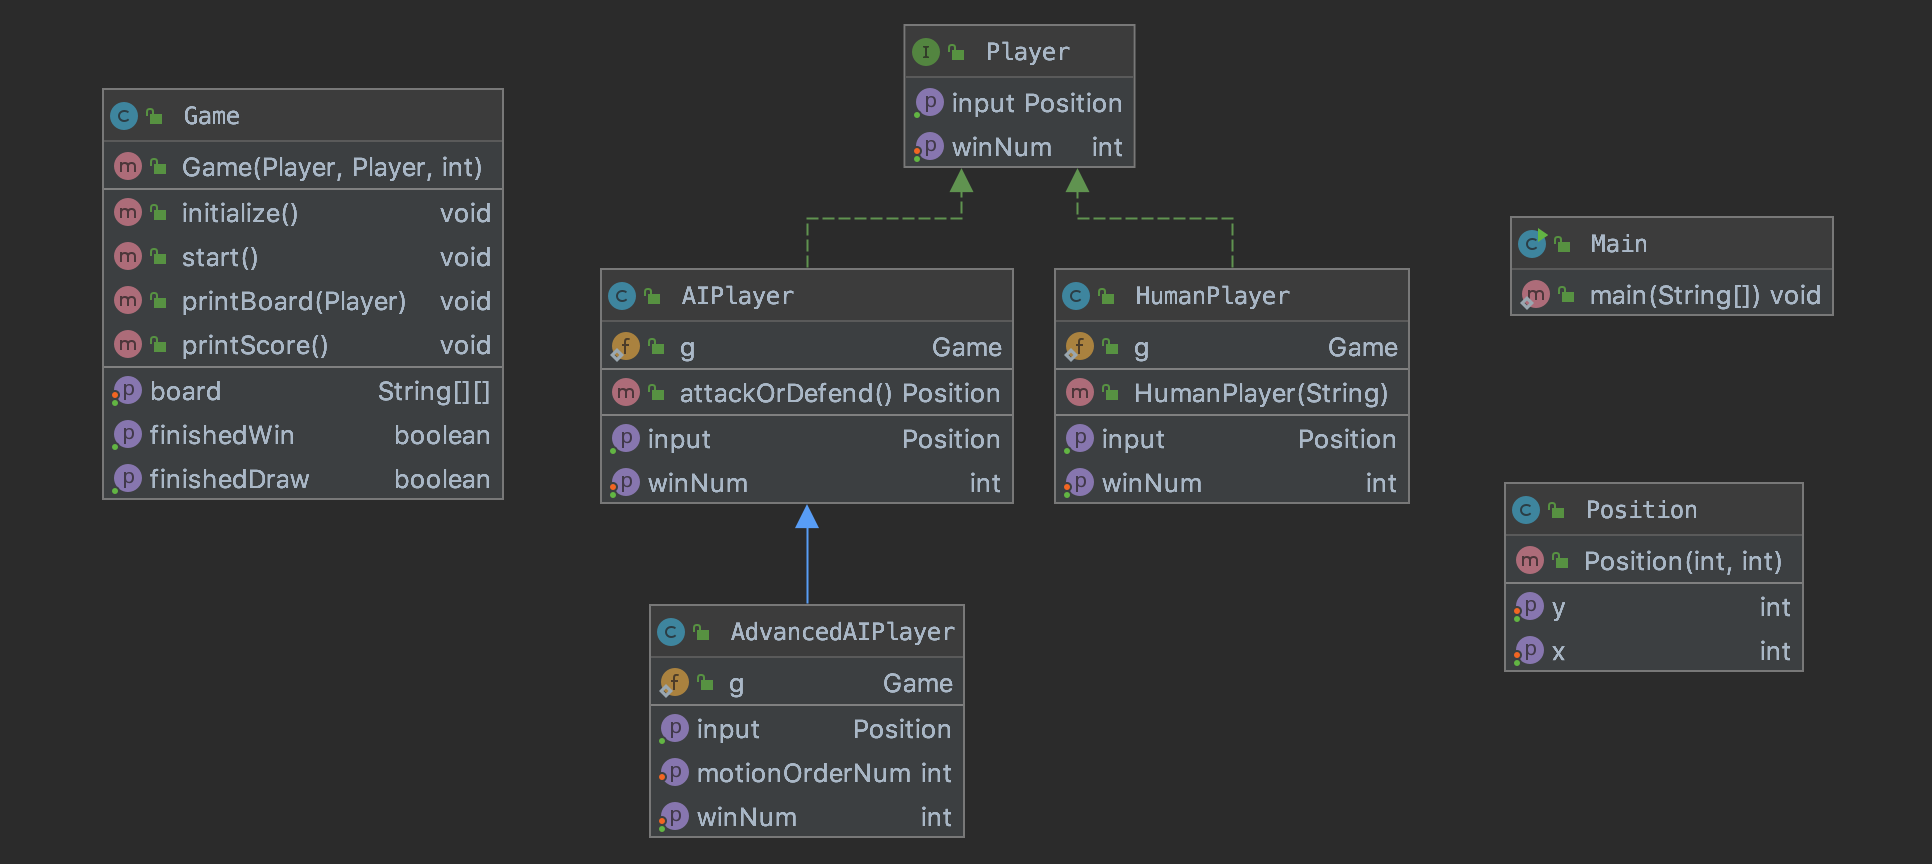 Game
Game(Player, Player, int)
initialize() void
start() void
printBoard(Player) void
printScore() void
board String[][]
finishedWin boolean
finishedDraw boolean
I Player
p input Position
p winNum int
C AIPlayer
f g Game
m attackOrDefend() Position
p input Position
p winNum int
C HumanPlayer
f g Game
m HumanPlayer(String)
p input Position
p winNum int
C AdvancedAIPlayer
f g Game
p input Position
p motionOrderNum int
p winNum int
C Main
m main(String[]) void
C Position
m Position(int, int)
p y int
p x int